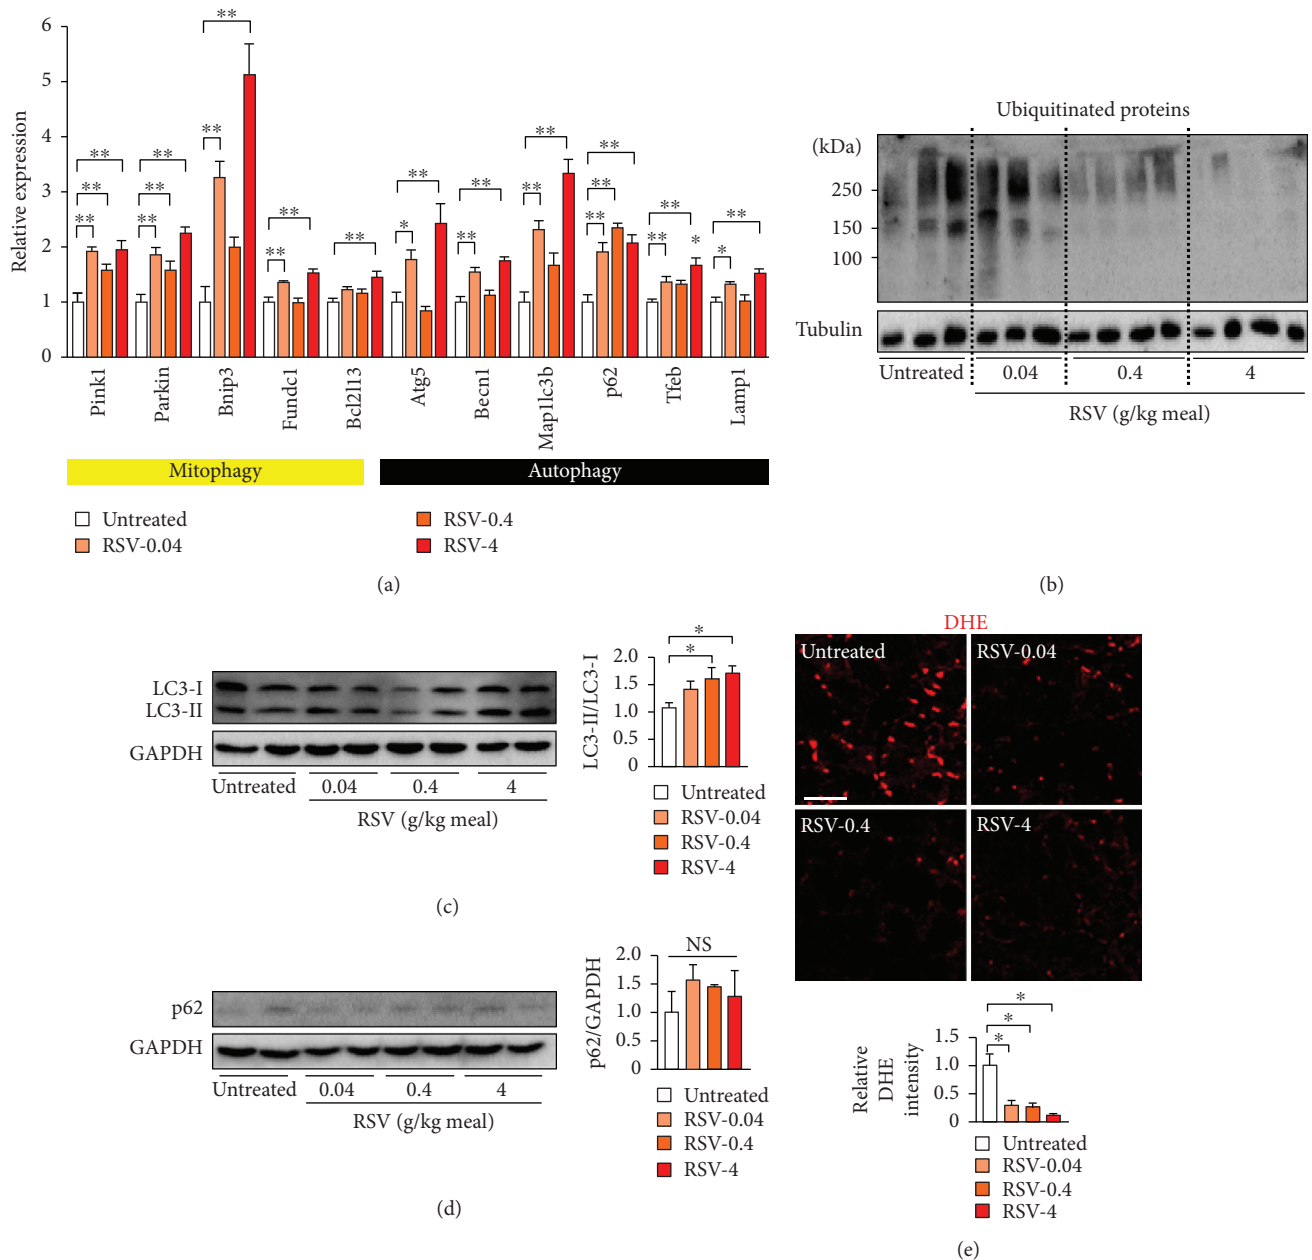 (a)
Relative expression
6
5
4
3
2
1
0
** ** ** ** ** ** ** ** ** ** ** ** * ** ** ** ** ** ** ** ** ** ** * * **
Pink1
Parkin
Bnip3
Fundc1
Bcl2l13
Atg5
Becn1
Map1lc3b
p62
Tfeb
Lamp1
Mitophagy
Autophagy
Untreated
RSV-0.04
RSV-0.4
RSV-4
Ubiquitinated proteins
(kDa)
250
150
100
Tubulin
Untreated 0.04 0.4 4
RSV (g/kg meal)
(b)
LC3-I
LC3-II
GAPDH
Untreated 0.04 0.4 4
RSV (g/kg meal)
LC3-II/LC3-I
2.0
1.5
1.0
0.5
0
*
*
Untreated
RSV-0.04
RSV-0.4
RSV-4
(c)
p62
GAPDH
Untreated 0.04 0.4 4
RSV (g/kg meal)
p62/GAPDH
2.0
1.5
1.0
0.5
0
NS
Untreated
RSV-0.04
RSV-0.4
RSV-4
(d)
DHE
Untreated
RSV-0.04
RSV-0.4
RSV-4
Relative
DHE
intensity
1.5
1.0
0.5
0
*
*
*
Untreated
RSV-0.04
RSV-0.4
RSV-4
(e)